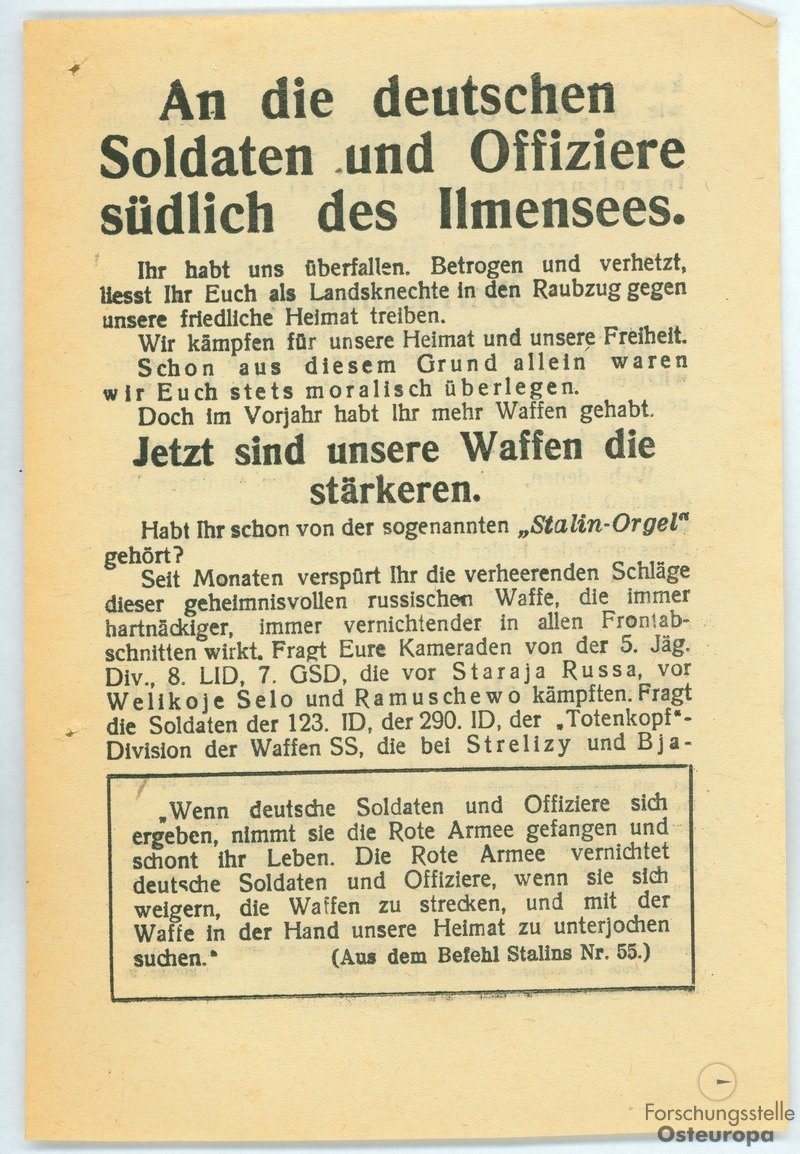 An die deutschen
Soldaten und Offiziere
südlich des Ilmensees.
Ihr habt uns überfallen. Betrogen und verhetzt,
liesst Ihr Euch als Landsknechte in den Raubzug gegen
unsere friedliche Heimat treiben.
Wir kämpfen für unsere Heimat und unsere Freiheit.
Schon aus diesem Grund allein waren
wir Euch stets moralisch überlegen.
Doch im Vorjahr habt Ihr mehr Waffen gehabt.
Jetzt sind unsere Waffen die
stärkeren.
Habt Ihr schon von der sogenannten „Stalin-Orgel“
gehört?
Seit Monaten verspürt Ihr die verheerenden Schläge
dieser geheimnisvollen russischen Waffe, die immer
hartnäckiger, immer vernichtender in allen Frontab-
schnitten wirkt. Fragt Eure Kameraden von der 5. Jäg.
Div., 8. LID, 7. GSD, die vor Staraja Russa, vor
Welikoje Selo und Ramuschewo kämpften. Fragt
die Soldaten der 123. ID, der 290. ID, der „Totenkopf“-
Division der Waffen SS, die bei Strelizy und Bja-
„Wenn deutsche Soldaten und Offiziere sich
ergeben, nimmt sie die Rote Armee gefangen und
schont ihr Leben. Die Rote Armee vernichtet
deutsche Soldaten und Offiziere, wenn sie sich
weigern, die Waffen zu strecken, und mit der
Waffe in der Hand unsere Heimat zu unterjochen
suchen.“ (Aus dem Befehl Stalins Nr. 55.)
Forschungsstelle
Osteuropa